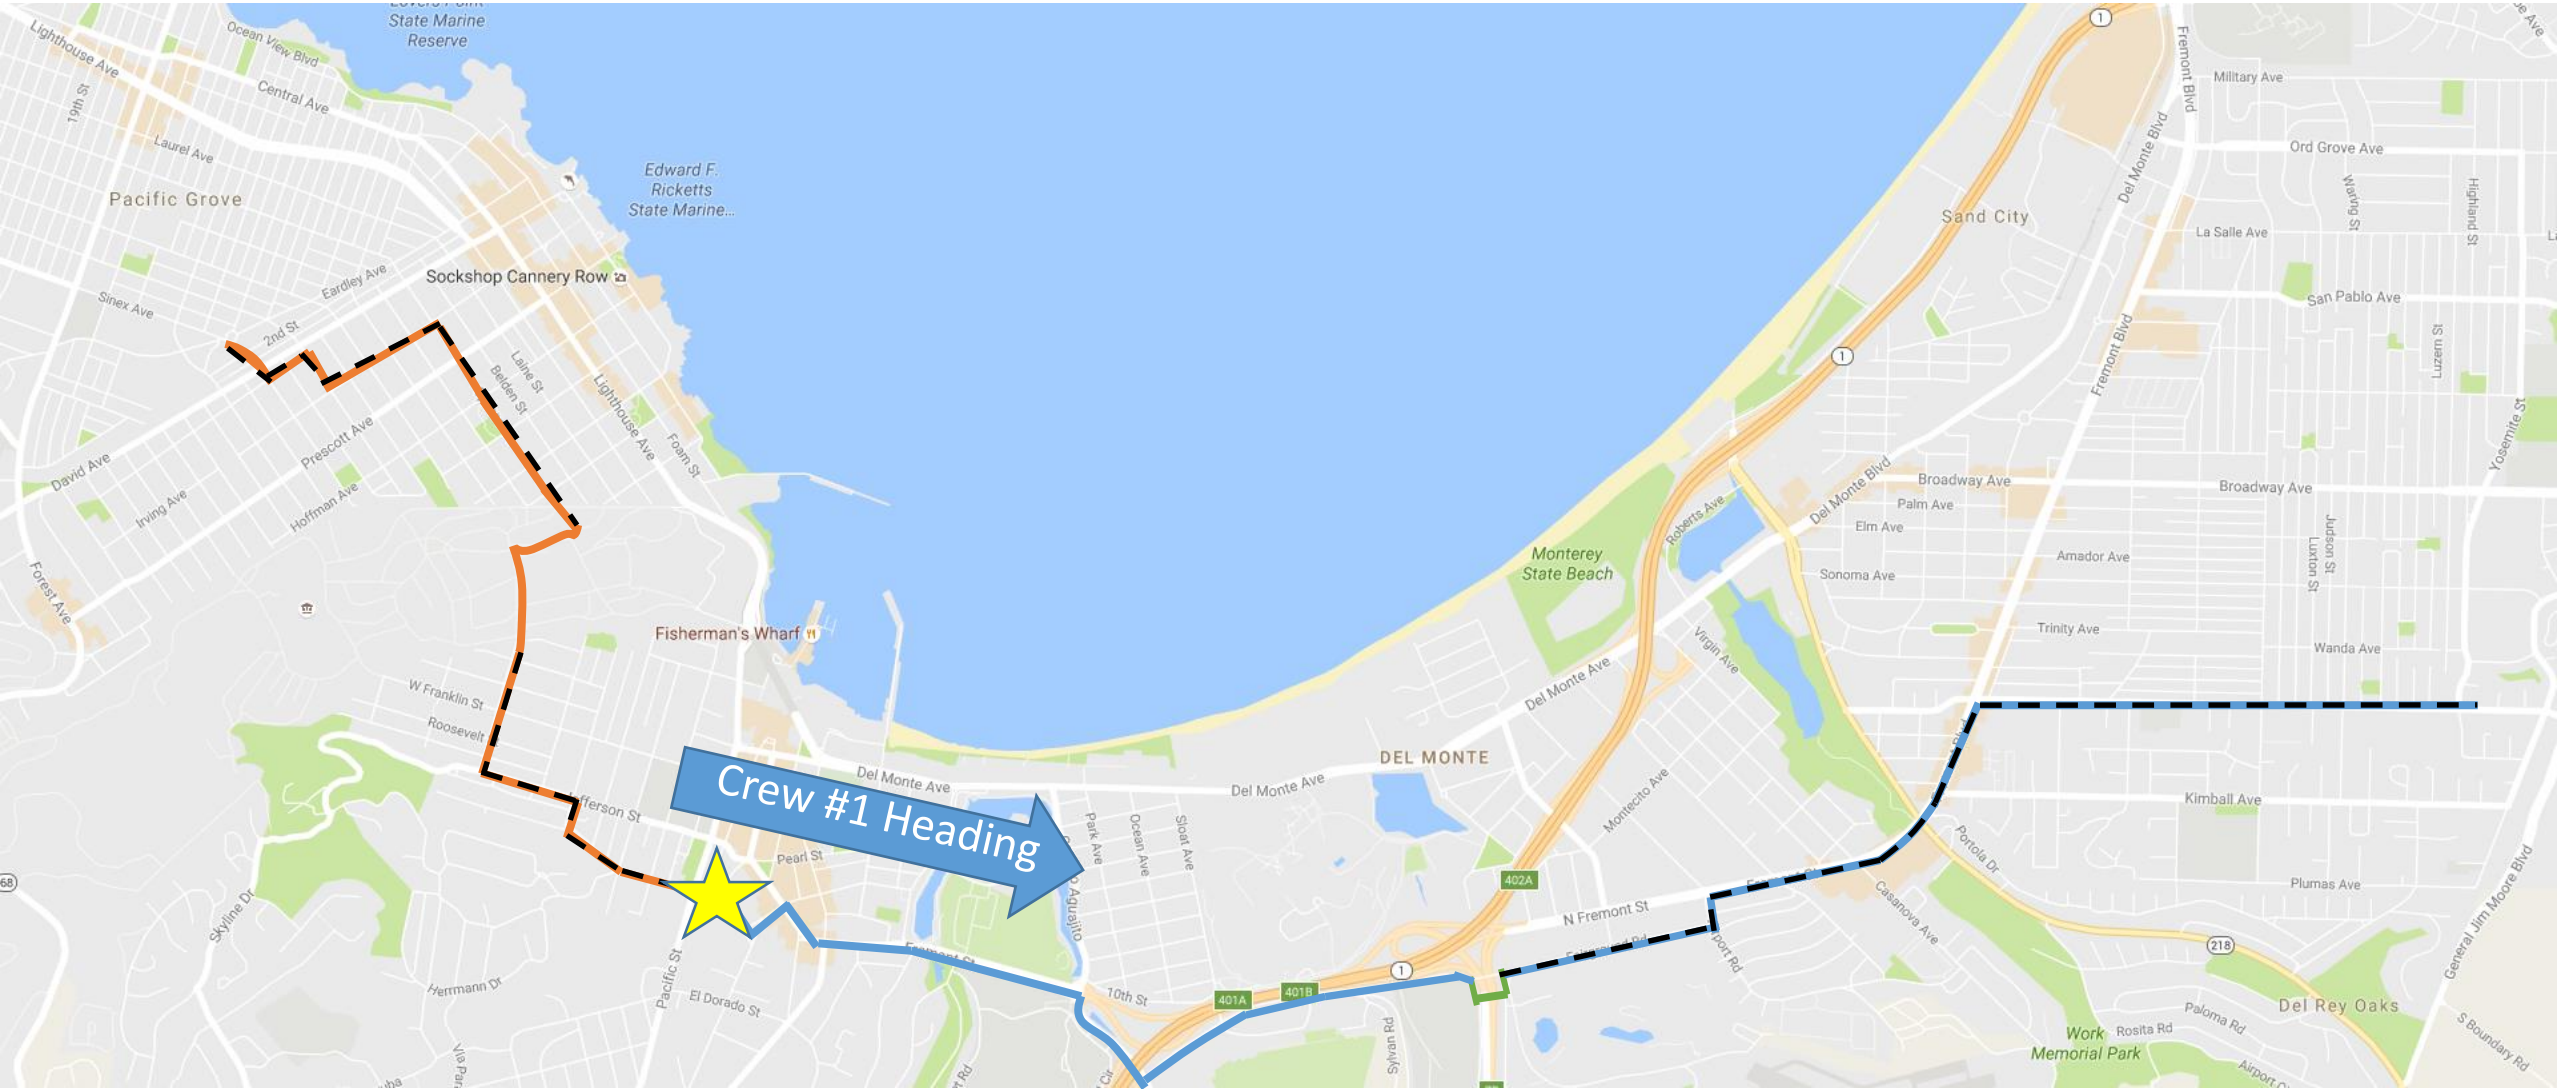 State Marine
Reserve
Lighthouse Ave
Ocean View Blvd
Central Ave
19th St
Laurel Ave
Pacific Grove
Edward F.
Ricketts
State Marine...
Sockshop Cannery Row
Eardley Ave
Sinex Ave
2nd St
Laine St
Belden St
Lighthouse Ave
Foam St
Prescott Ave
David Ave
Irving Ave
Hoffman Ave
Forest Ave
Fisherman's Wharf
W Franklin St
Roosevelt
68
Skyline Dr
Herrmann Dr
Jefferson St
Pearl St
Pacific St
El Dorado St
Crew #1 Heading
Del Monte Ave
Del Monte Ave
Park Ave
Ocean Ave
Sloat Ave
Aguajito
Fremont St
10th St
401A
401B
1
402A
Sylvan Rd
DEL MONTE
Del Monte Ave
Monterey
State Beach
Virgin Ave
Montecito Ave
N Fremont St
Fairground Rd
Casanova Ave
Portola Dr
218
Roberts Ave
Del Monte Blvd
1
1
Sand City
Fremont Blvd
Military Ave
Del Monte Blvd
Ord Grove Ave
Waring St
Highland St
La Salle Ave
San Pablo Ave
Fremont Blvd
Luzern St
Yosemite St
Broadway Ave
Broadway Ave
Palm Ave
Elm Ave
Judson St
Luxton St
Amador Ave
Sonoma Ave
Trinity Ave
Wanda Ave
Kimball Ave
Plumas Ave
General Jim Moore Blvd
Del Rey Oaks
Paloma Rd
Rosita Rd
Work
Memorial Park
S Boundary Rd